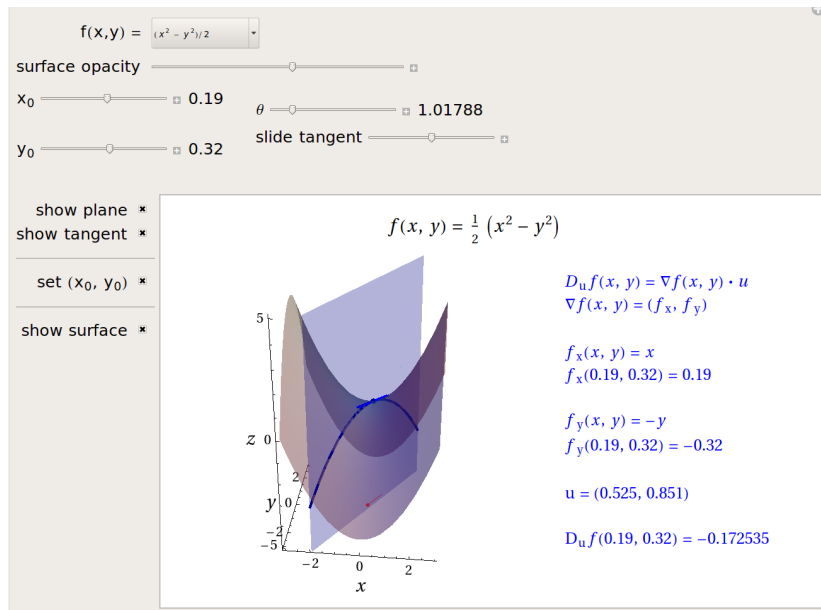 f(x,y) = (x² − y²)/2
surface opacity
x₀ 0.19
θ 1.01788
y₀ 0.32
slide tangent
show plane
show tangent
set (x₀, y₀)
show surface
f(x, y) = 1/2 (x² − y²)
D_u f(x, y) = ∇f(x, y) • u
∇f(x, y) = (f_x, f_y)
f_x(x, y) = x
f_x(0.19, 0.32) = 0.19
f_y(x, y) = −y
f_y(0.19, 0.32) = −0.32
u = (0.525, 0.851)
D_u f(0.19, 0.32) = −0.172535
5
z 0
2
y 0
−2
−5
−2 0 2
x